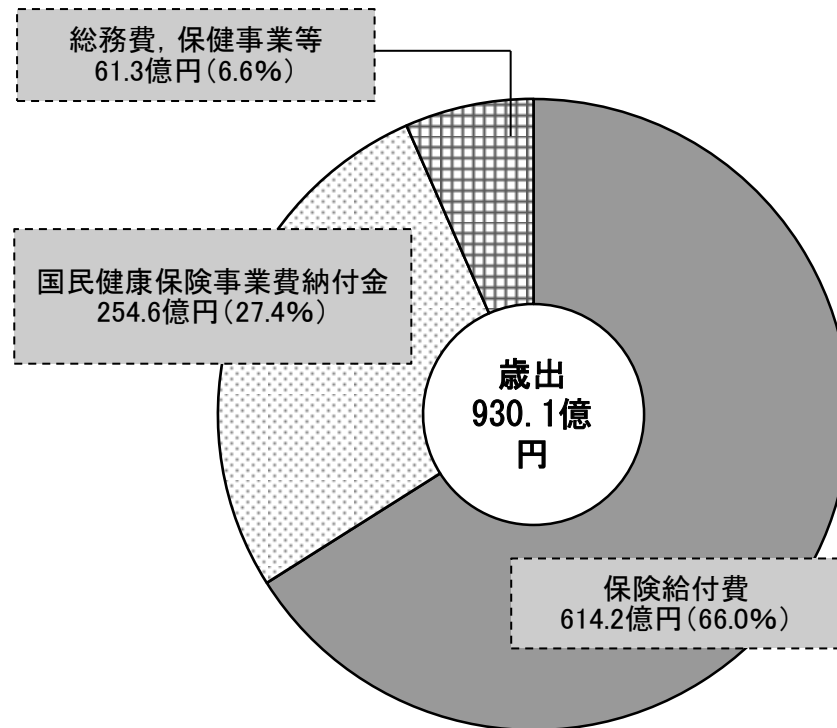 総務費，保健事業等
61.3億円（6.6%）
国民健康保険事業費納付金
254.6億円（27.4%）
歳出
930.1億
円
保険給付費
614.2億円（66.0%）